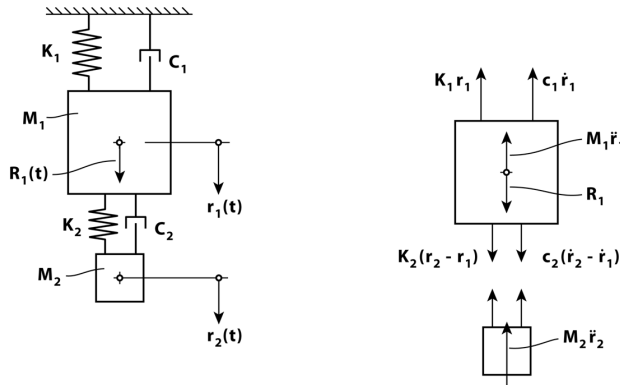 K₁
C₁
M₁
R₁(t)
r₁(t)
K₂
C₂
M₂
r₂(t)
K₁r₁
c₁ṙ₁
M₁r̈
R₁
K₂(r₂ - r₁)
c₂(ṙ₂ - ṙ₁)
M₂r̈₂